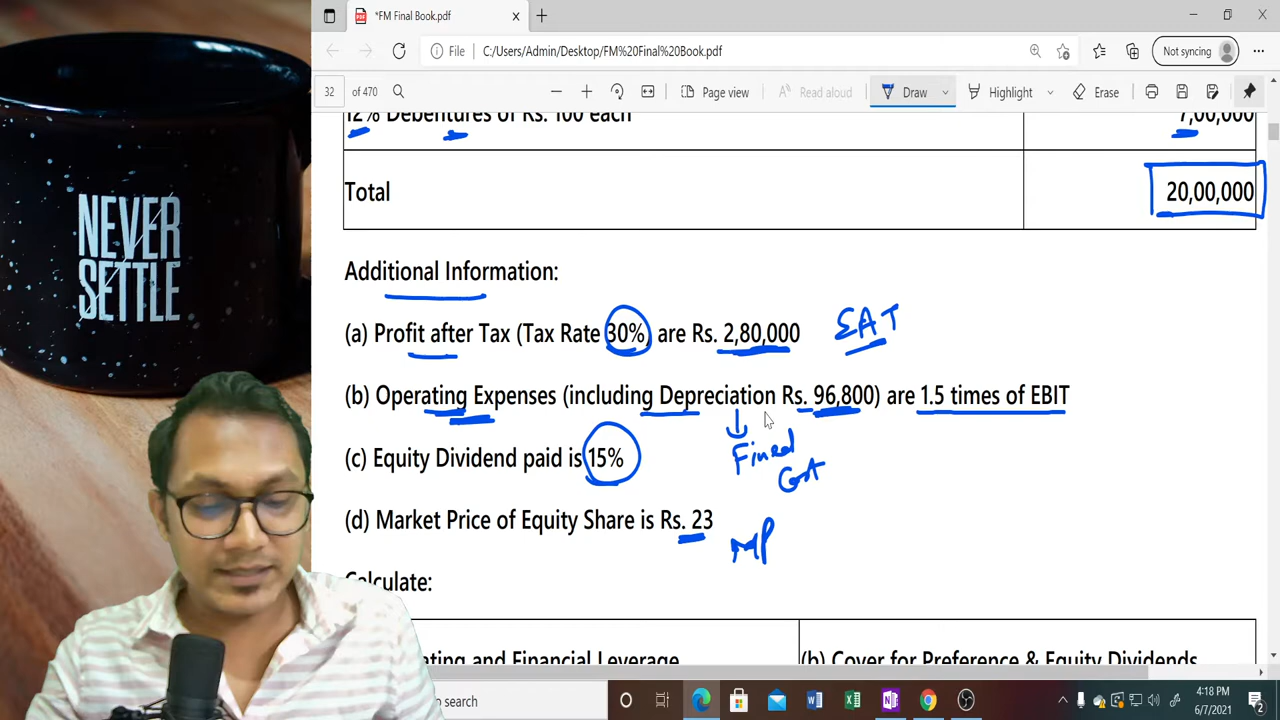 *FM Final Book.pdf
File C:/Users/Admin/Desktop/FM%20Final%20Book.pdf Not syncing
32 of 470 Page view Read aloud Draw Highlight Erase
12% Debentures of Rs. 100 each 7,00,000
Total 20,00,000
Additional Information:
(a) Profit after Tax (Tax Rate 30%) are Rs. 2,80,000 EAT
(b) Operating Expenses (including Depreciation Rs. 96,800) are 1.5 times of EBIT
Fixed
Cost
(c) Equity Dividend paid is 15%
(d) Market Price of Equity Share is Rs. 23
MP
Calculate:
ating and Financial Leverage (b) Cover for Preference & Equity Dividends
NEVER
SETTLE
o search
4:18 PM
6/7/2021
2